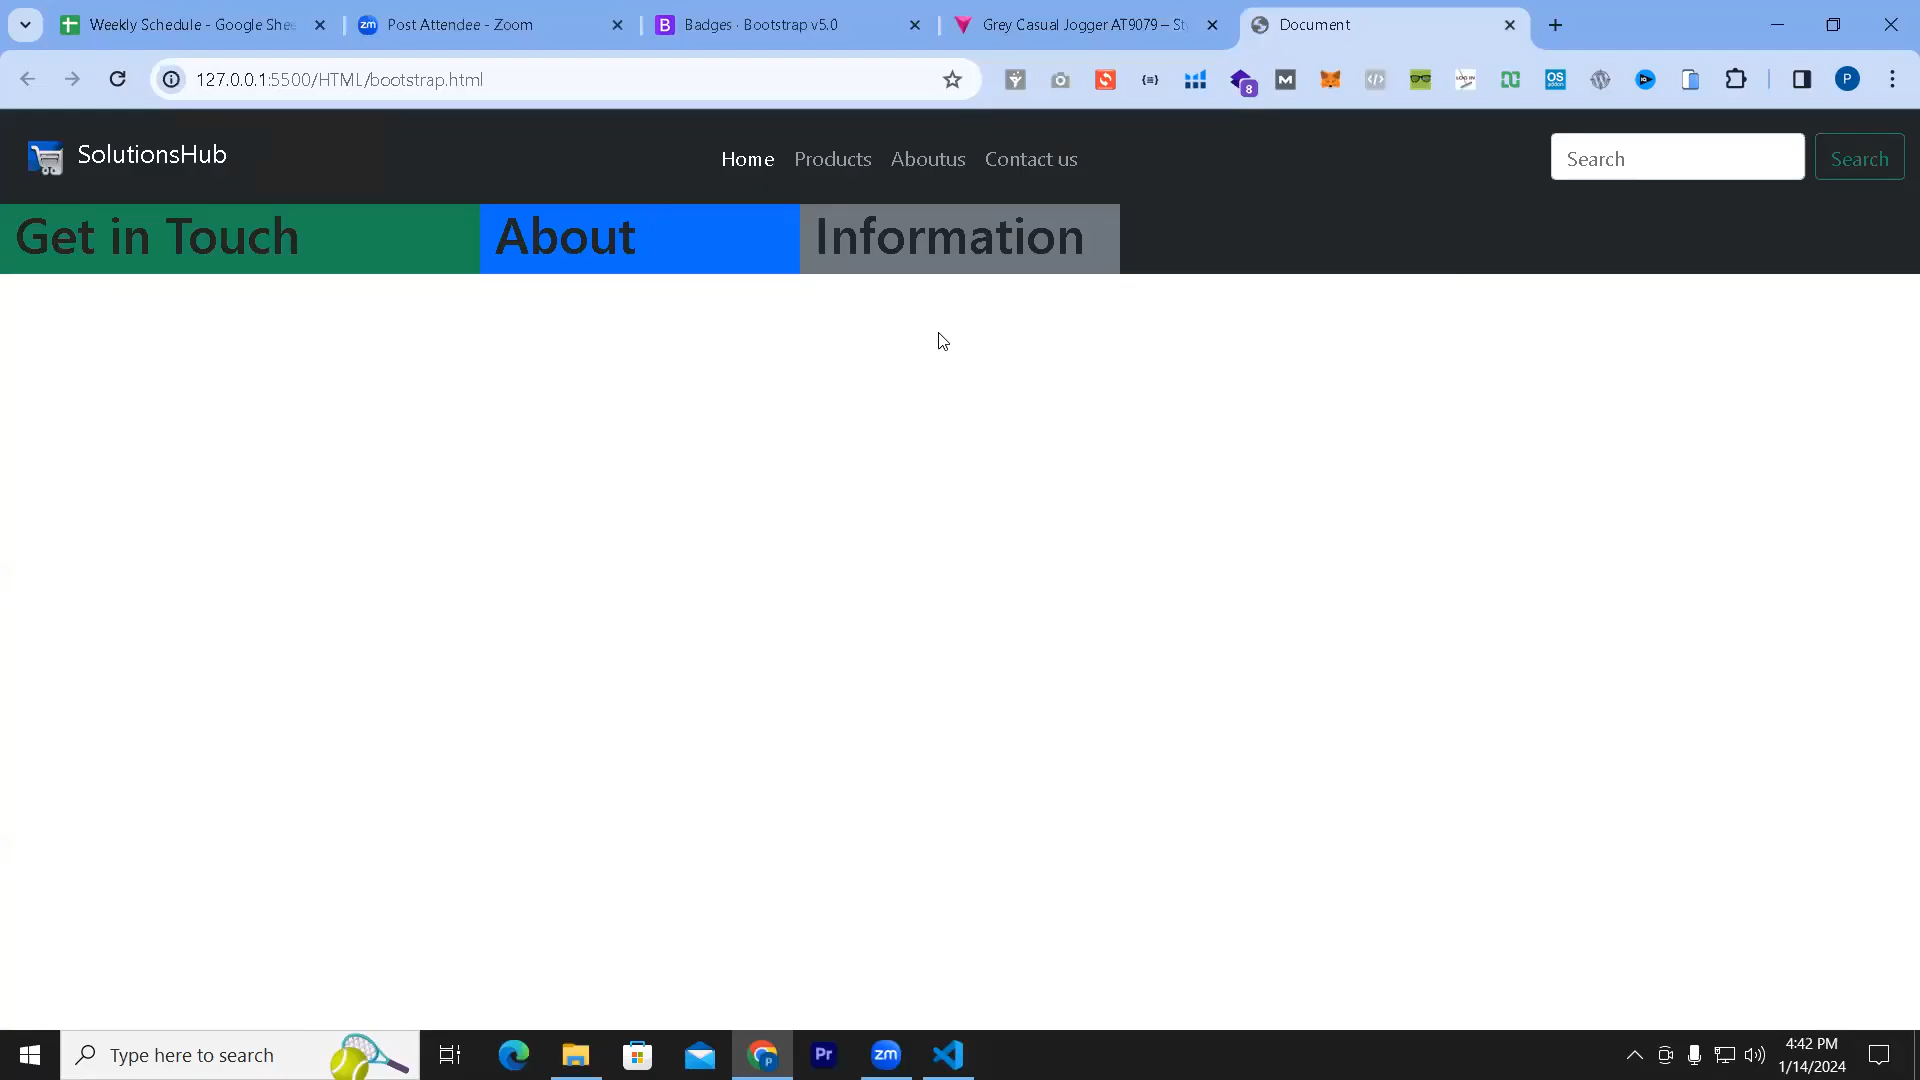 Weekly Schedule - Google Shee
Post Attendee - Zoom
Badges · Bootstrap v5.0
Grey Casual Jogger AT9079 – St
Document
127.0.0.1:5500/HTML/bootstrap.html
8
P
SolutionsHub
Home Products Aboutus Contact us
Search
Search
Get in Touch
About
Information
Type here to search
4:42 PM
1/14/2024